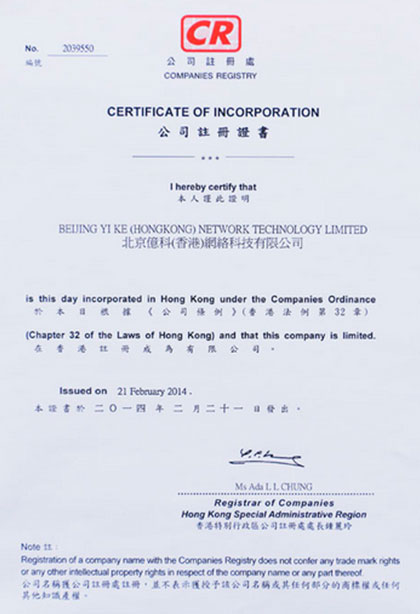 CR
No. 2039550
編號
公司註冊處
COMPANIES REGISTRY
CERTIFICATE OF INCORPORATION
公司註冊證書
I hereby certify that
本人謹此證明
BEIJING YI KE (HONGKONG) NETWORK TECHNOLOGY LIMITED
北京億科(香港)網絡科技有限公司
is this day incorporated in Hong Kong under the Companies Ordinance
於本日根據《公司條例》(香港法例第32章)
(Chapter 32 of the Laws of Hong Kong) and that this company is limited.
在香港註冊成為有限公司。
Issued on 21 February 2014 .
本證書於二〇一四年二月二十一日發出。
Ms Ada L L CHUNG
Registrar of Companies
Hong Kong Special Administrative Region
香港特別行政區公司註冊處處長鍾麗玲
Note 註:
Registration of a company name with the Companies Registry does not confer any trade mark rights
or any other intellectual property rights in respect of the company name or any part thereof.
公司名稱獲公司註冊處註冊，並不表示獲授予該公司名稱或其任何部分的商標權或任何
其他知識產權。